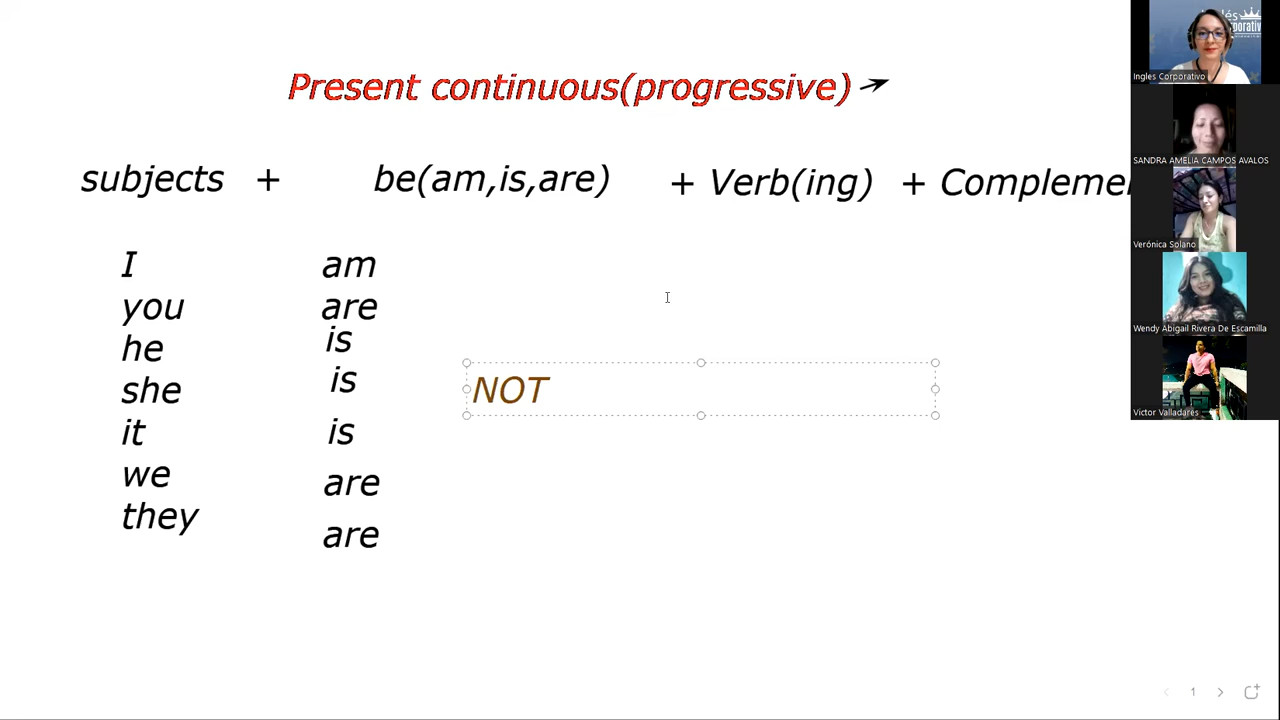 Present continuous(progressive)
subjects + be(am,is,are) + Verb(ing) + Compleme
I am
you are
he is
she is
NOT
it is
we are
they are
Ingles Corporativo
SANDRA AMELIA CAMPOS AVALOS
Verónica Solano
Wendy Abigail Rivera De Escamilla
Victor Valladares
1